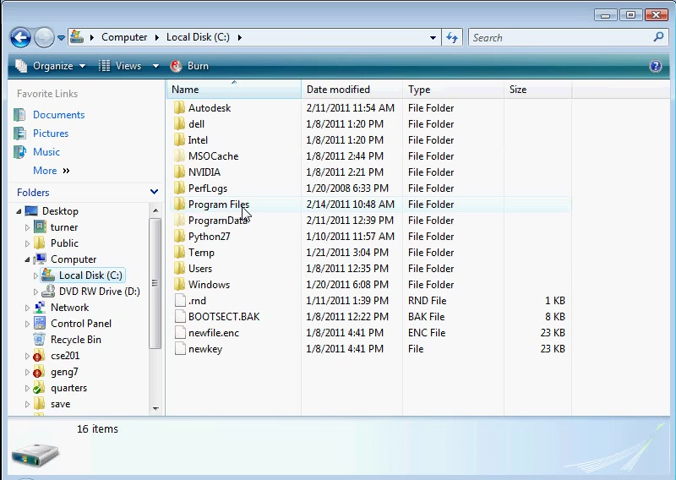 Computer Local Disk (C:) Search
Organize Views Burn
Favorite Links
Documents
Pictures
Music
More »
Folders
Desktop
turner
Public
Computer
Local Disk (C:)
DVD RW Drive (D:)
Network
Control Panel
Recycle Bin
cse201
geng7
quarters
save
Name Date modified Type Size
Autodesk 2/11/2011 11:54 AM File Folder
dell 1/8/2011 1:20 PM File Folder
Intel 1/8/2011 1:20 PM File Folder
MSOCache 1/8/2011 2:44 PM File Folder
NVIDIA 1/8/2011 2:21 PM File Folder
PerfLogs 1/20/2008 6:33 PM File Folder
Program Files 2/14/2011 10:48 AM File Folder
ProgramData 2/11/2011 12:39 PM File Folder
Python27 1/10/2011 11:57 AM File Folder
Temp 1/21/2011 3:04 PM File Folder
Users 1/8/2011 12:35 PM File Folder
Windows 1/20/2011 6:08 PM File Folder
.rnd 1/11/2011 1:39 PM RND File 1 KB
BOOTSECT.BAK 1/8/2011 12:22 PM BAK File 8 KB
newfile.enc 1/8/2011 4:41 PM ENC File 23 KB
newkey 1/8/2011 4:41 PM File 23 KB
16 items